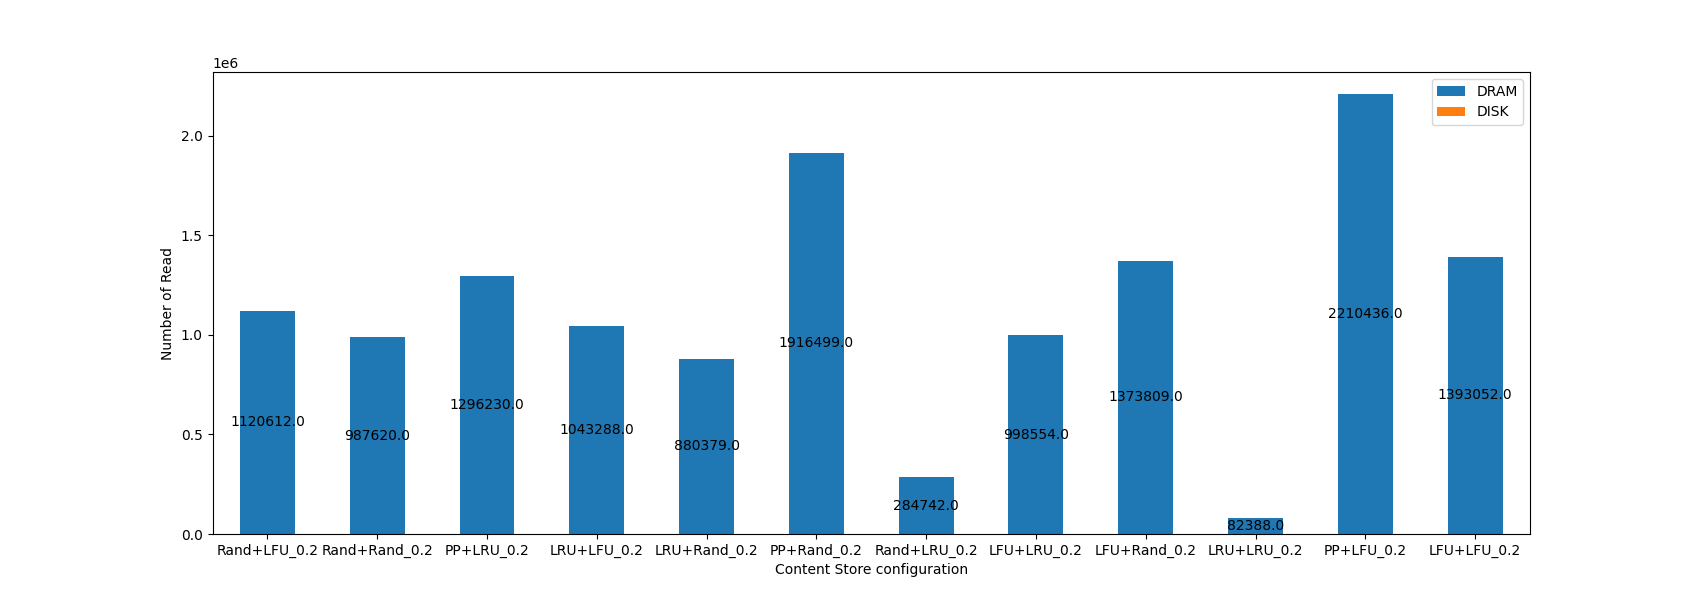 1e6
DRAM
DISK
2.0
1.5
1.0
0.5
0.0
Number of Read
1120612.0
987620.0
1296230.0
1043288.0
880379.0
1916499.0
284742.0
998554.0
1373809.0
82388.0
2210436.0
1393052.0
Rand+LFU_0.2 Rand+Rand_0.2 PP+LRU_0.2 LRU+LFU_0.2 LRU+Rand_0.2 PP+Rand_0.2 Rand+LRU_0.2 LFU+LRU_0.2 LFU+Rand_0.2 LRU+LRU_0.2 PP+LFU_0.2 LFU+LFU_0.2
Content Store configuration